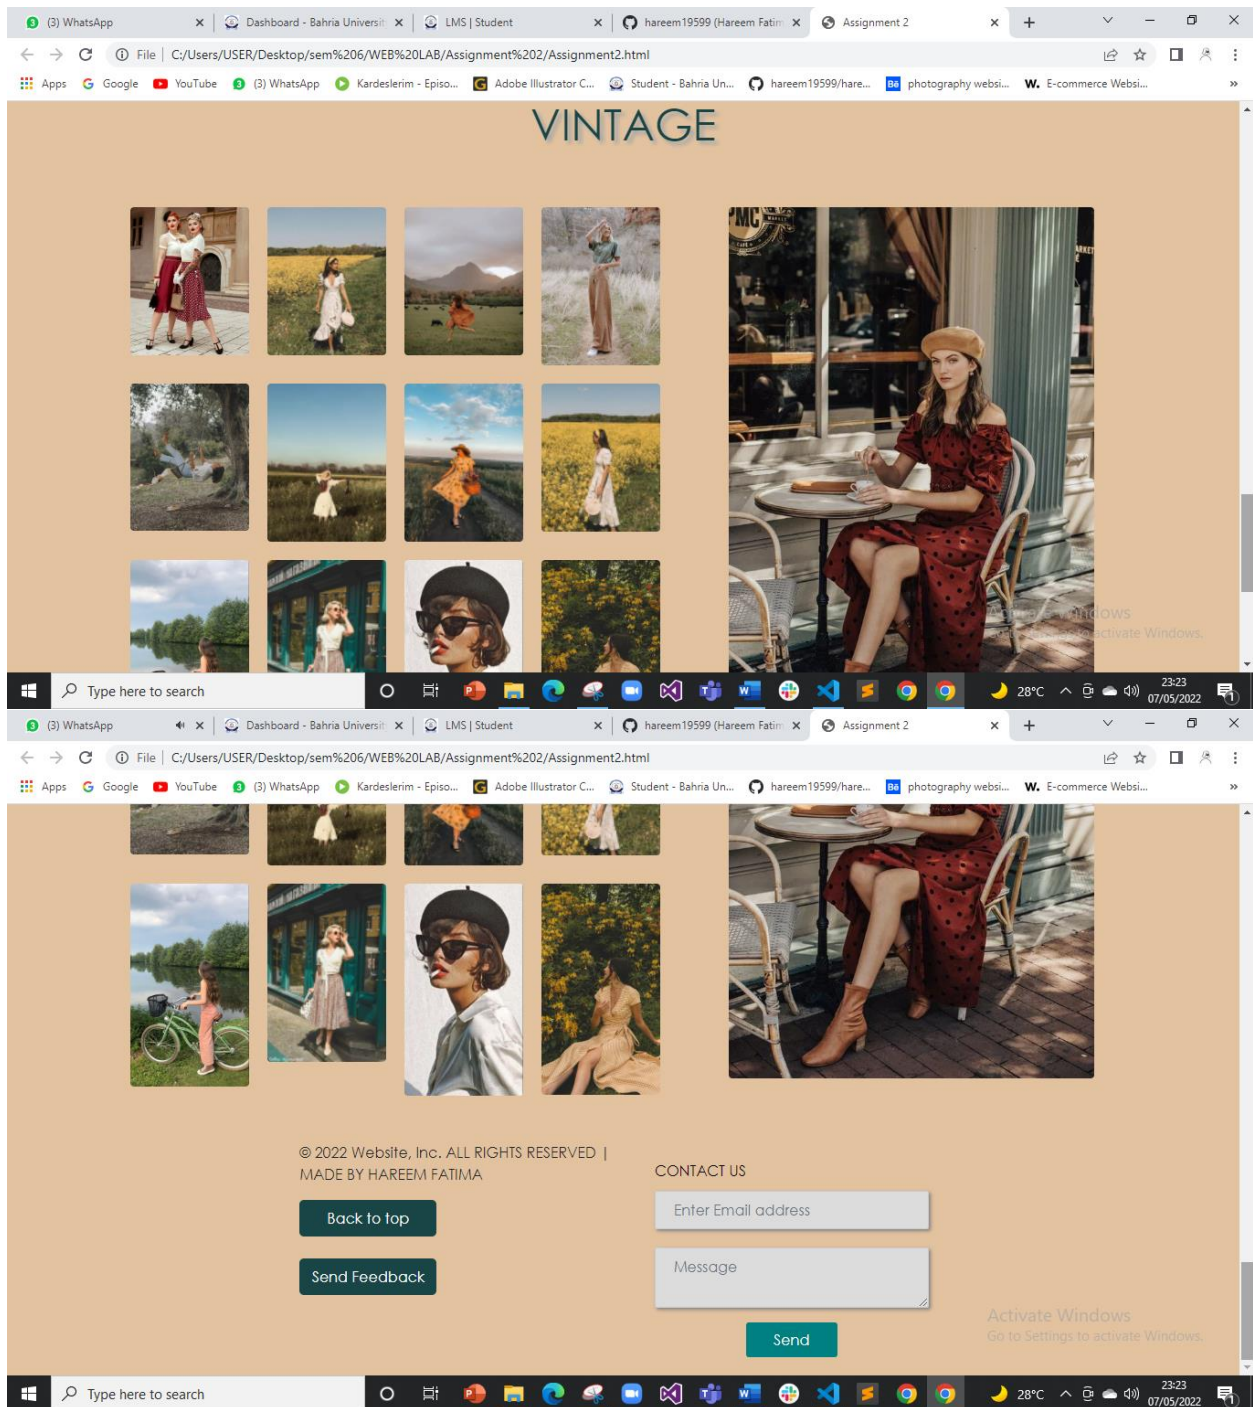 (3) WhatsApp
Dashboard - Bahria Universit
LMS | Student
hareem19599 (Hareem Fatim
Assignment 2
File | C:/Users/USER/Desktop/sem%206/WEB%20LAB/Assignment%202/Assignment2.html
Apps Google YouTube (3) WhatsApp Kardeslerim - Episo... Adobe Illustrator C... Student - Bahria Un... hareem19599/hare... Bē photography websi... W. E-commerce Websi... »
VINTAGE
PMC
MARKET
Windows
activate Windows.
Type here to search
28°C
23:23
07/05/2022
(3) WhatsApp
Dashboard - Bahria Universit
LMS | Student
hareem19599 (Hareem Fatim
Assignment 2
File | C:/Users/USER/Desktop/sem%206/WEB%20LAB/Assignment%202/Assignment2.html
Apps Google YouTube (3) WhatsApp Kardeslerim - Episo... Adobe Illustrator C... Student - Bahria Un... hareem19599/hare... Bē photography websi... W. E-commerce Websi... »
© 2022 Website, Inc. ALL RIGHTS RESERVED |
MADE BY HAREEM FATIMA
Back to top
Send Feedback
CONTACT US
Enter Email address
Message
Send
Activate Windows
Go to Settings to activate Windows.
Type here to search
28°C
23:23
07/05/2022